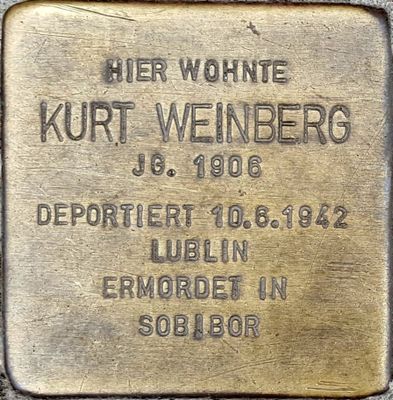 HIER WOHNTE
KURT WEINBERG
JG. 1906
DEPORTIERT 10.6.1942
LUBLIN
ERMORDET IN
SOBIBOR